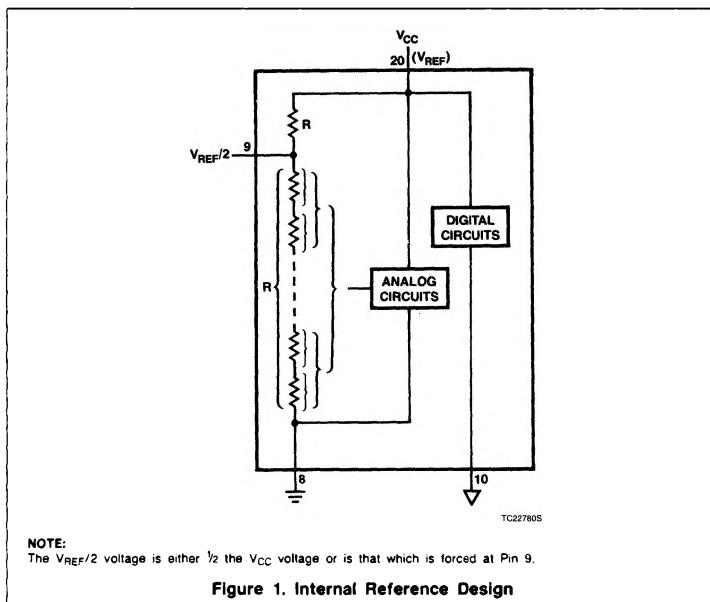 VCC
20 (VREF)
R
VREF/2 9
DIGITAL
CIRCUITS
R
ANALOG
CIRCUITS
8
10
TC22780S
NOTE:
The VREF/2 voltage is either 1/2 the VCC voltage or is that which is forced at Pin 9.
Figure 1. Internal Reference Design